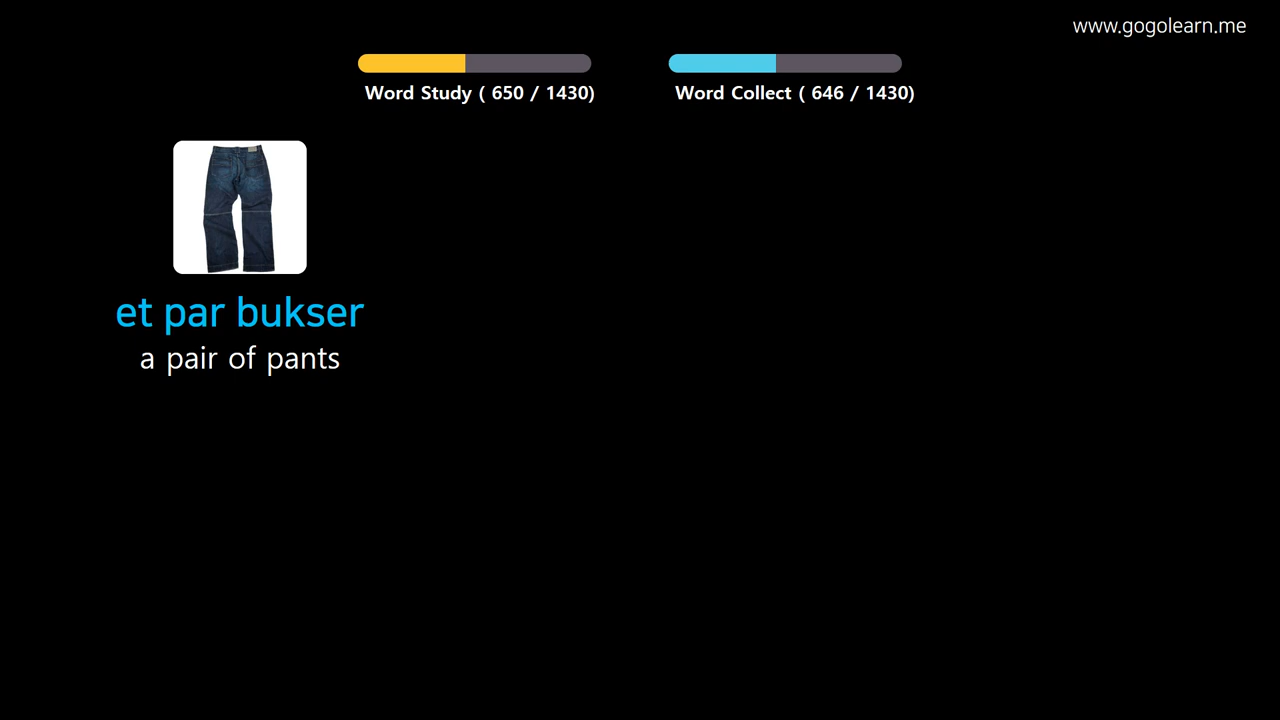 www.gogolearn.me
Word Study ( 650 / 1430)
Word Collect ( 646 / 1430)
et par bukser
a pair of pants